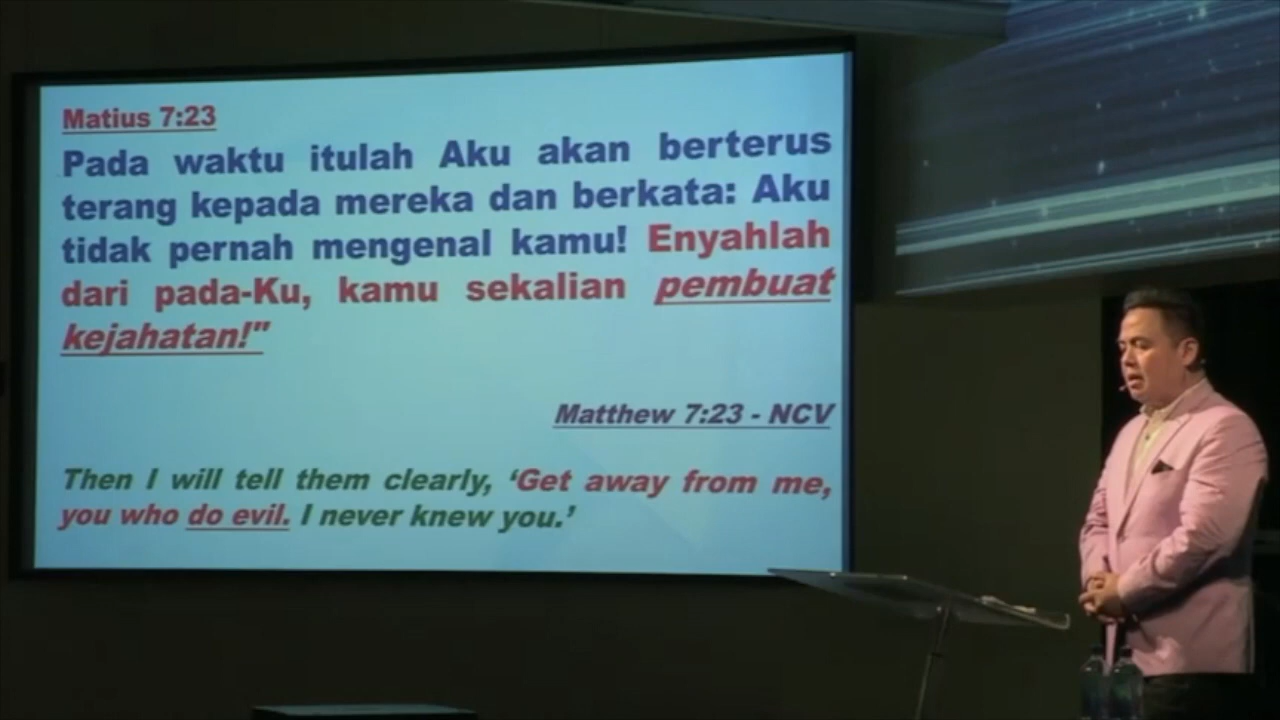 Matius 7:23
Pada waktu itulah Aku akan berterus
terang kepada mereka dan berkata: Aku
tidak pernah mengenal kamu! Enyahlah
dari pada-Ku, kamu sekalian pembuat
kejahatan!"
Matthew 7:23 - NCV
Then I will tell them clearly, ‘Get away from me,
you who do evil. I never knew you.’